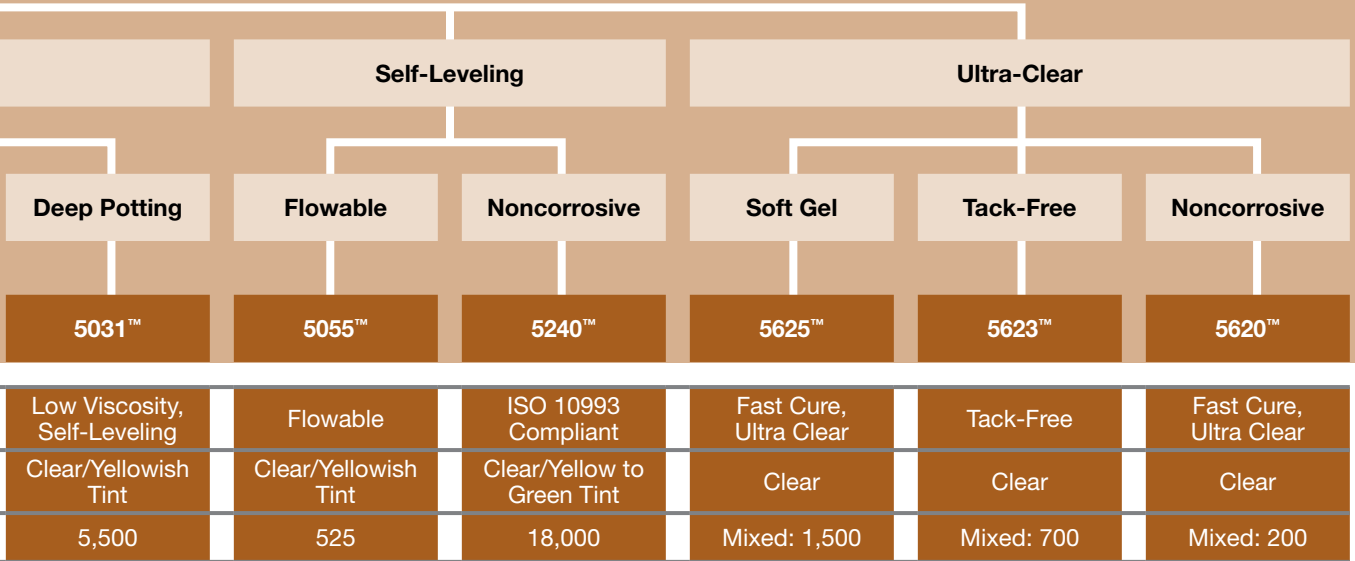 Self-Leveling
Ultra-Clear
Deep Potting
Flowable
Noncorrosive
Soft Gel
Tack-Free
Noncorrosive
5031™
5055™
5240™
5625™
5623™
5620™
Low Viscosity,
Self-Leveling
Flowable
ISO 10993
Compliant
Fast Cure,
Ultra Clear
Tack-Free
Fast Cure,
Ultra Clear
Clear/Yellowish
Tint
Clear/Yellowish
Tint
Clear/Yellow to
Green Tint
Clear
Clear
Clear
5,500
525
18,000
Mixed: 1,500
Mixed: 700
Mixed: 200